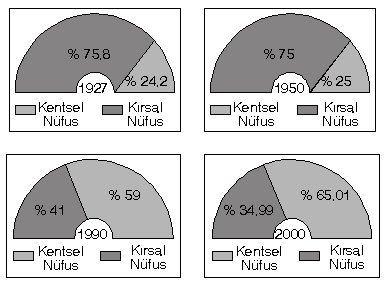 % 75,8
% 24,2
1927
Kentsel Nüfus
Kırsal Nüfus
% 75
% 25
1950
Kentsel Nüfus
Kırsal Nüfus
% 41
% 59
1990
Kentsel Nüfus
Kırsal Nüfus
% 34,99
% 65,01
2000
Kentsel Nüfus
Kırsal Nüfus